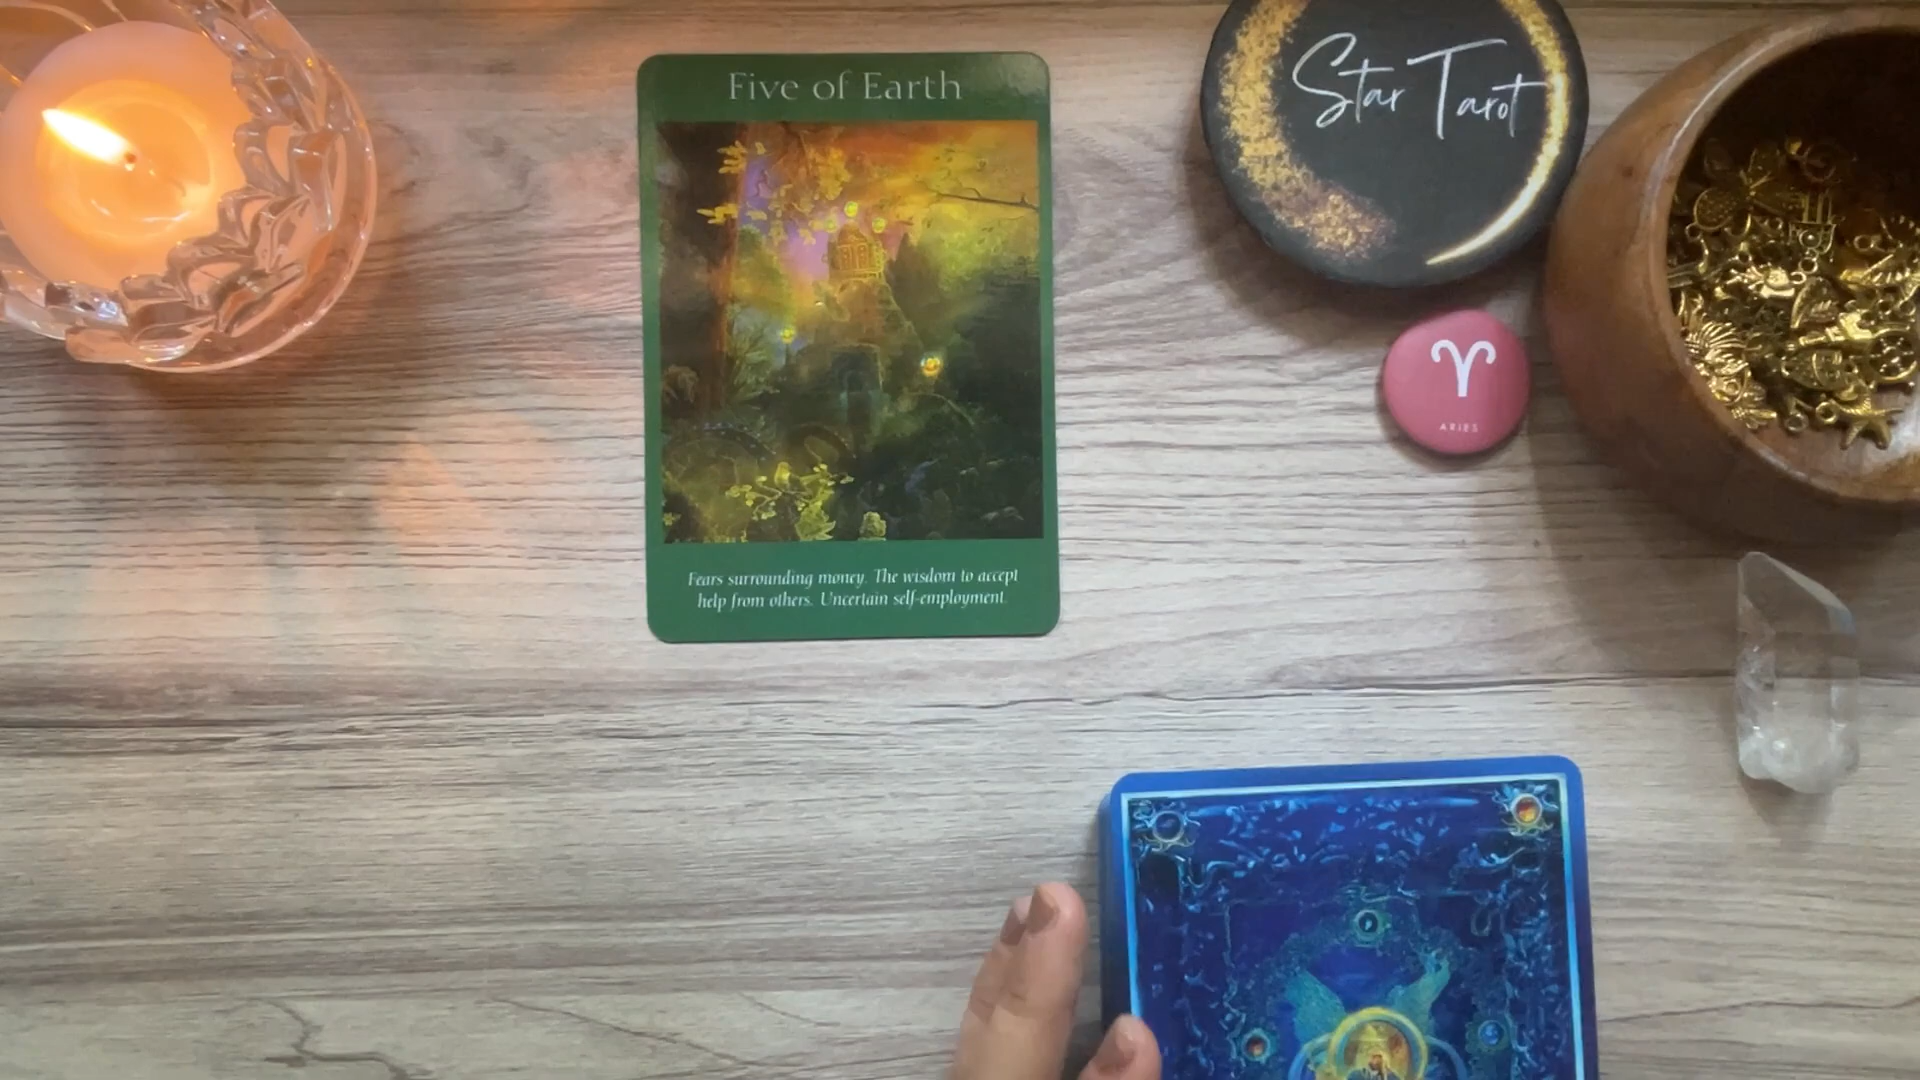 Five of Earth
Fears surrounding money. The wisdom to accept
help from others. Uncertain self-employment.
Star Tarot
ARIES